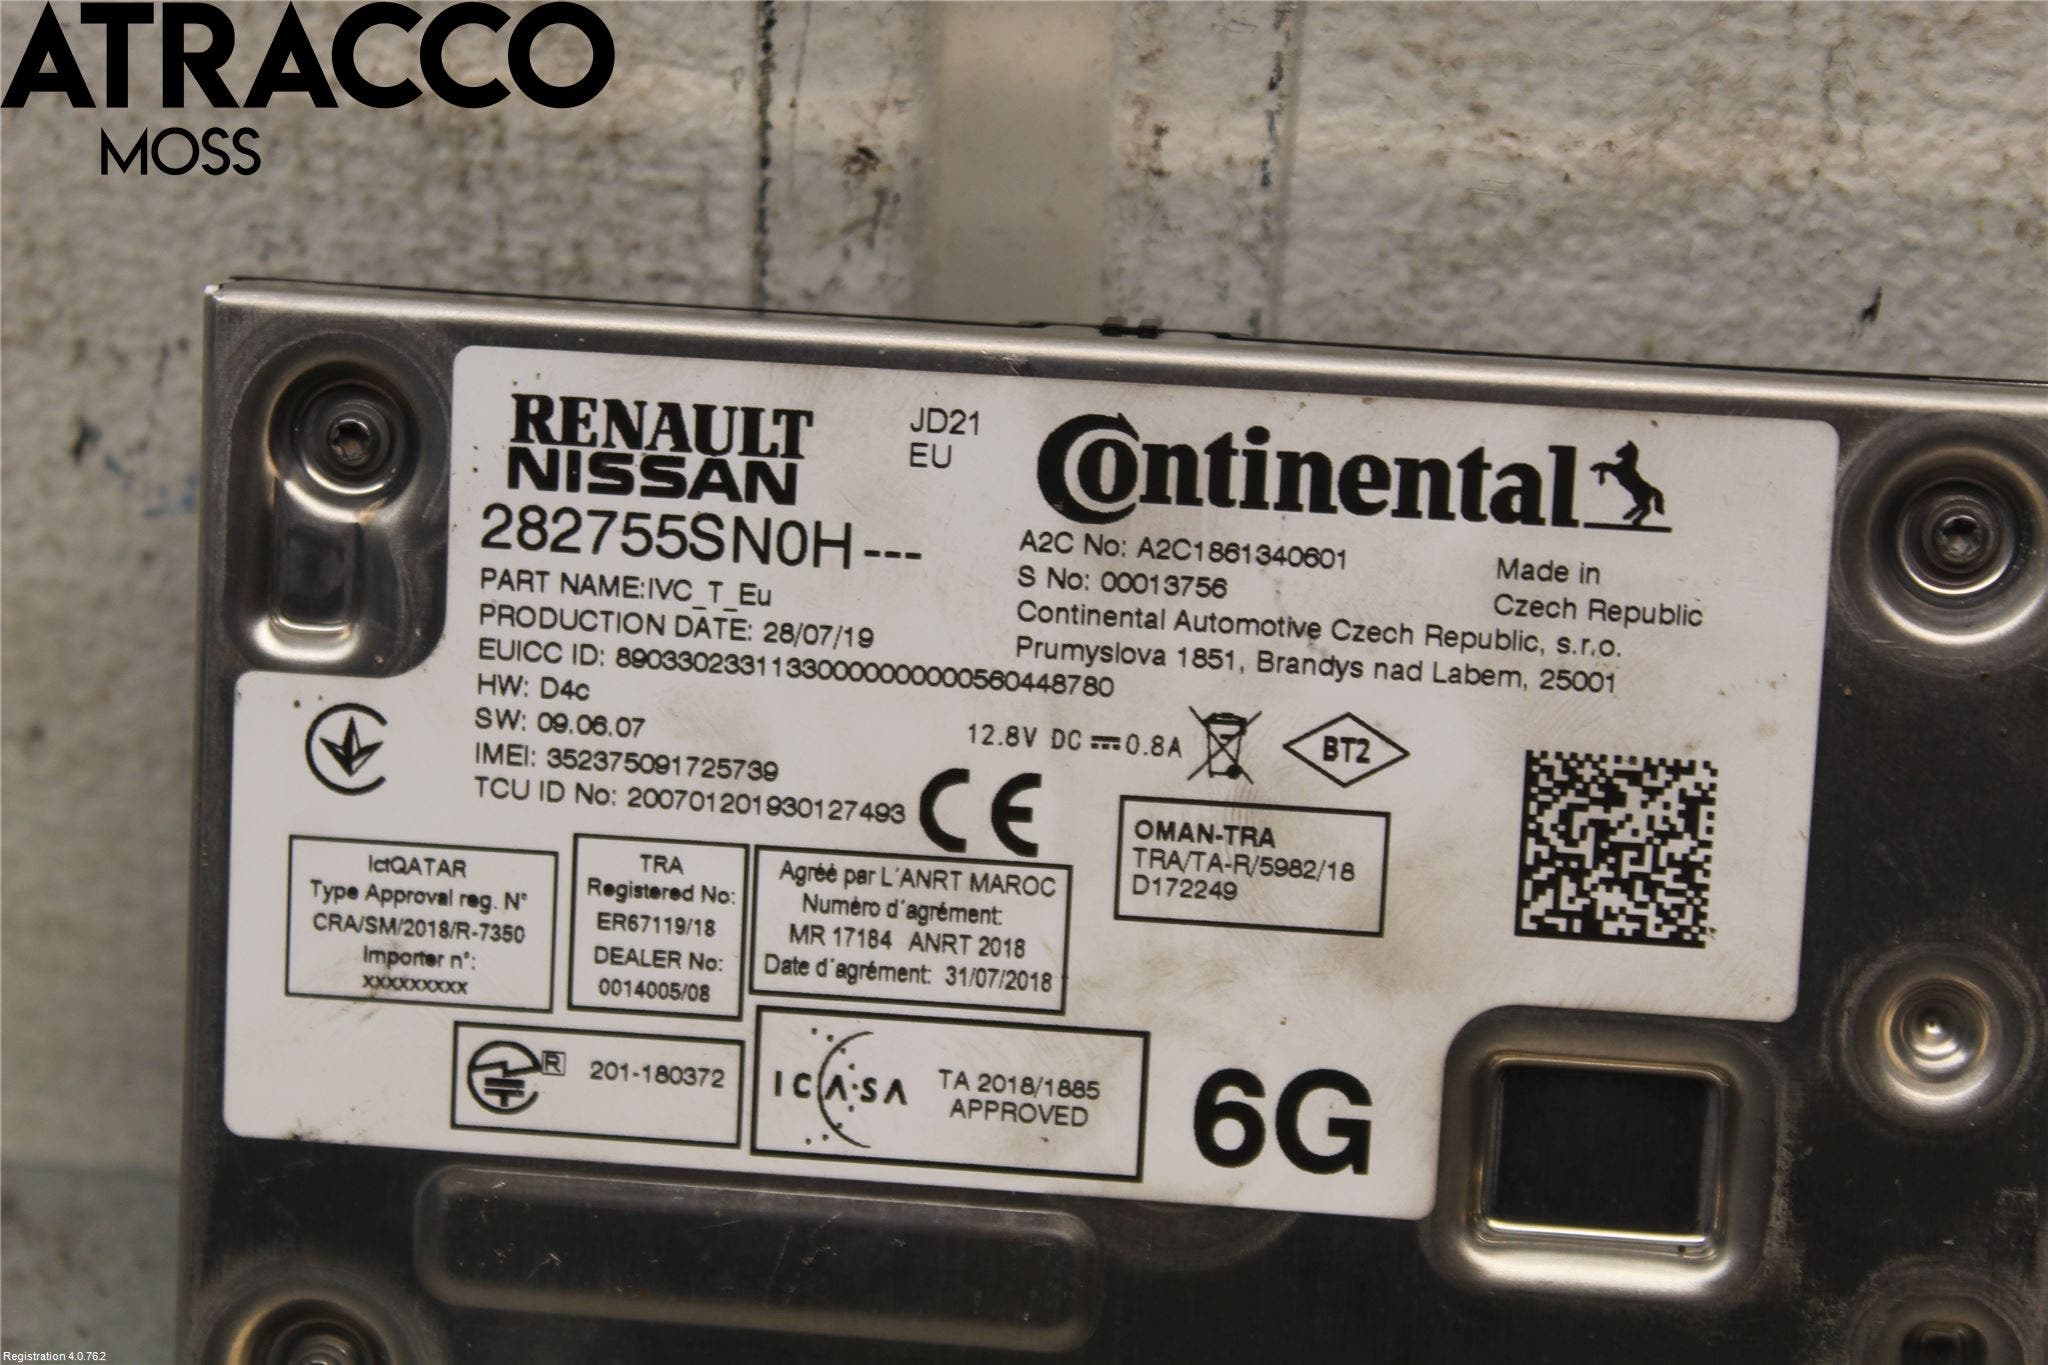 ATRACCO
MOSS
RENAULT
NISSAN
JD21
EU
Continental
282755SN0H---
PART NAME:IVC_T_Eu
PRODUCTION DATE: 28/07/19
EUICC ID: 89033023311330000000000560448780
HW: D4c
SW: 09.06.07
IMEI: 352375091725739
TCU ID No: 200701201930127493
A2C No: A2C1861340601
S No: 00013756
Continental Automotive Czech Republic, s.r.o.
Prumyslova 1851, Brandys nad Labem, 25001
Made in
Czech Republic
12.8V DC 0.8A
BT2
CE
OMAN-TRA
TRA/TA-R/5982/18
D172249
IctQATAR
Type Approval reg. N°
CRA/SM/2018/R-7350
Importer n°:
xxxxxxxxx
TRA
Registered No:
ER67119/18
DEALER No:
0014005/08
Agréé par L´ANRT MAROC
Numéro d´agrément:
MR 17184 ANRT 2018
Date d´agrément: 31/07/2018
R 201-180372
ICASA
TA 2018/1885
APPROVED
6G
Registration 4.0.762